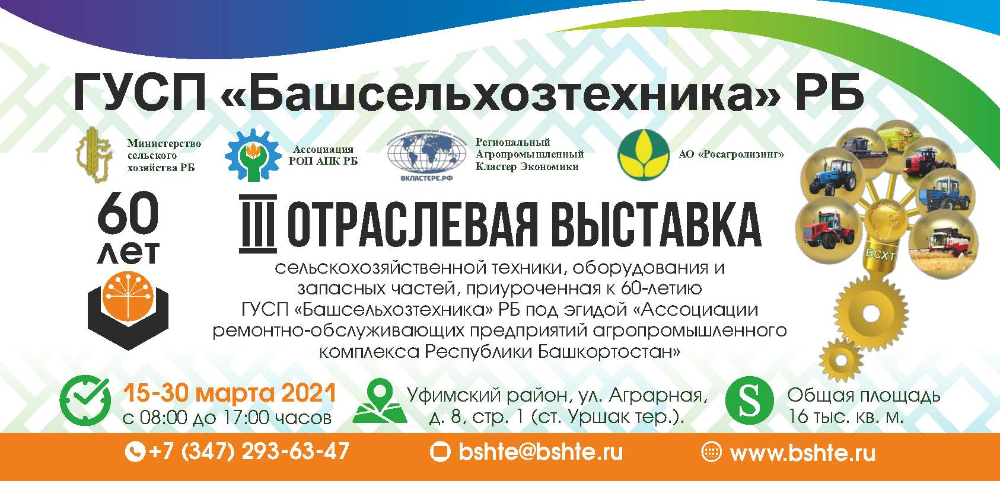 ГУСП «Башсельхозтехника» РБ
Министерство
сельского
хозяйства РБ
Ассоциация
РОП АПК РБ
ВКЛАСТЕРЕ.РФ
Региональный
Агропромышленный
Кластер Экономики
АО «Росагролизинг»
60
лет
III ОТРАСЛЕВАЯ ВЫСТАВКА
сельскохозяйственной техники, оборудования и
запасных частей, приуроченная к 60-летию
ГУСП «Башсельхозтехника» РБ под эгидой «Ассоциации
ремонтно-обслуживающих предприятий агропромышленного
комплекса Республики Башкортостан»
БСХТ
15-30 марта 2021
с 08:00 до 17:00 часов
Уфимский район, ул. Аграрная,
д. 8, стр. 1 (ст. Уршак тер.).
S
Общая площадь
16 тыс. кв. м.
+7 (347) 293-63-47
bshte@bshte.ru
www.bshte.ru